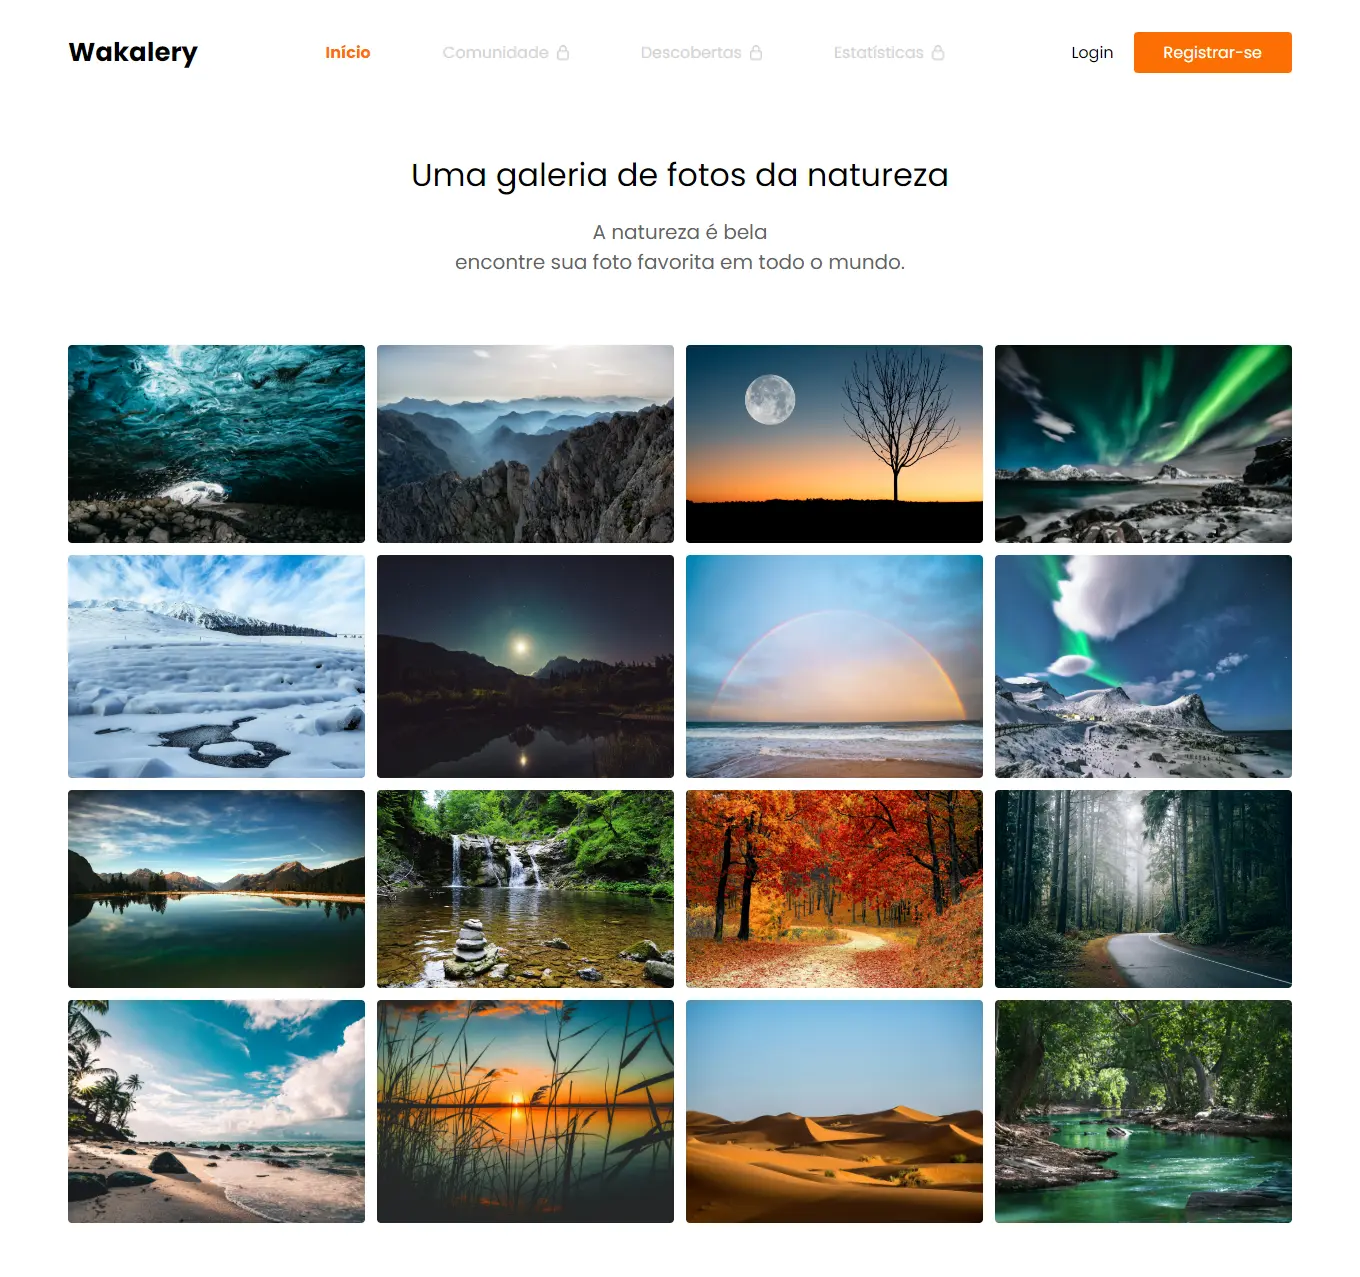 Wakalery
Início
Comunidade
Descobertas
Estatísticas
Login
Registrar-se
Uma galeria de fotos da natureza
A natureza é bela
encontre sua foto favorita em todo o mundo.